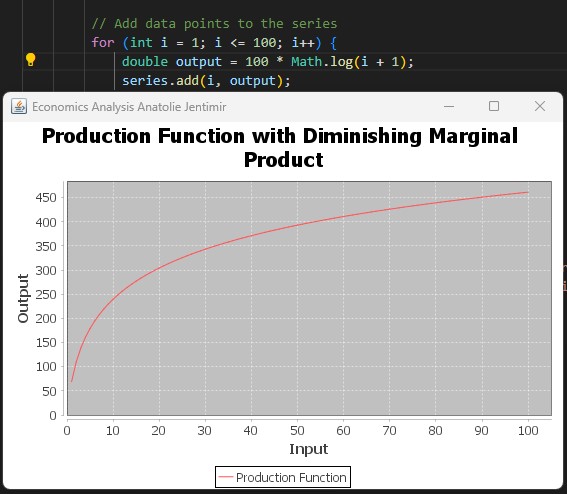 // Add data points to the series
for (int i = 1; i <= 100; i++) {
double output = 100 * Math.log(i + 1);
series.add(i, output);
Economics Analysis Anatolie Jentimir
Production Function with Diminishing Marginal
Product
450
400
350
300
250
200
150
100
50
0
Output
0 10 20 30 40 50 60 70 80 90 100
Input
Production Function